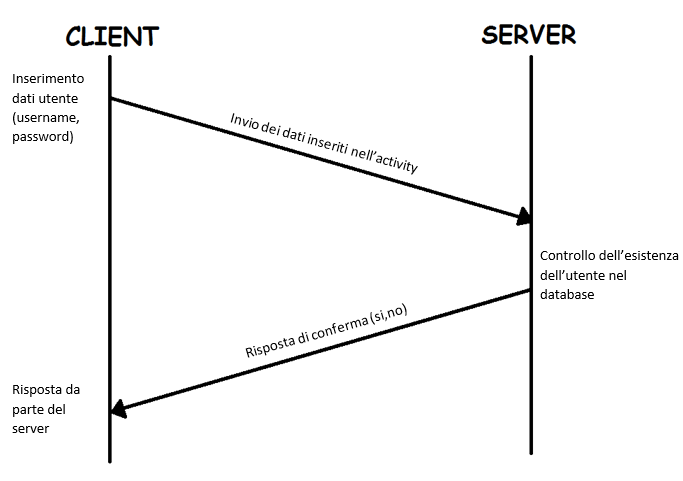 CLIENT
SERVER
Inserimento
dati utente
(username,
password)
Invio dei dati inseriti nell'activity
Controllo dell'esistenza
dell'utente nel
database
Risposta di conferma (si,no)
Risposta da
parte del
server